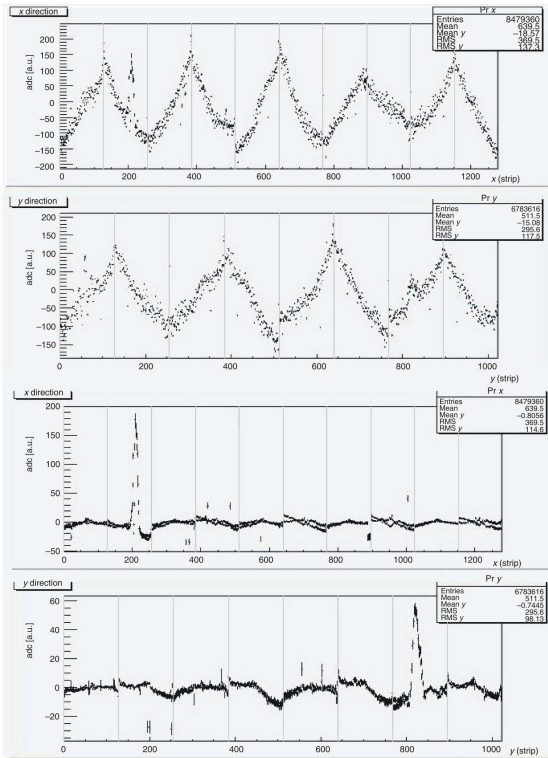 x direction
Pr x
Entries 8479360
Mean 639.5
Mean y −18.57
RMS 369.5
RMS y 137.3
adc [a.u.]
200
150
100
50
0
−50
−100
−150
−200
0 200 400 600 800 1000 1200
x (strip)
y direction
Pr y
Entries 6783616
Mean 511.5
Mean y −15.08
RMS 295.6
RMS y 117.5
adc [a.u.]
200
150
100
50
0
−50
−100
−150
0 200 400 600 800 1000
y (strip)
x direction
Pr x
Entries 8479360
Mean 639.5
Mean y −0.8056
RMS 369.5
RMS y 114.6
adc [a.u.]
200
150
100
50
0
−50
0 200 400 600 800 1000 1200
x (strip)
y direction
Pr y
Entries 6783616
Mean 511.5
Mean y −0.7445
RMS 295.6
RMS y 98.13
adc [a.u.]
60
40
20
0
−20
0 200 400 600 800 1000
y (strip)